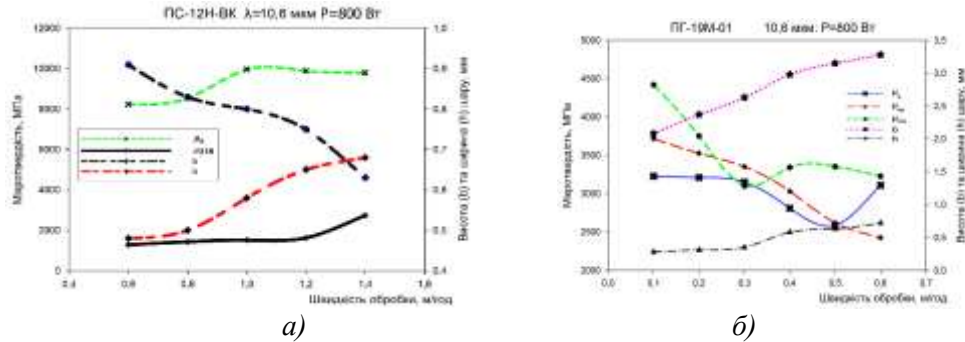 ПС-12Н-ВК λ=10,6 мкм P=800 Вт
12000
10000
8000
6000
4000
2000
0
Мікротвердість, МПа
1,0
0,9
0,8
0,7
0,6
0,5
0,4
Висота (b) та ширина (h) шару, мм
0,4 0,6 0,8 1,0 1,2 1,4
Швидкість обробки, м/год
а)
ПГ-19М-01 10,6 мкм. P=800 Вт
5000
4500
4000
3500
3000
2500
2000
Мікротвердість, МПа
3,5
3,0
2,5
2,0
1,5
1,0
0,5
0,0
Висота (b) та ширина (h) шару, мм
b
h
0,0 0,1 0,2 0,3 0,4 0,5 0,6 0,7
Швидкість обробки, м/год.
б)